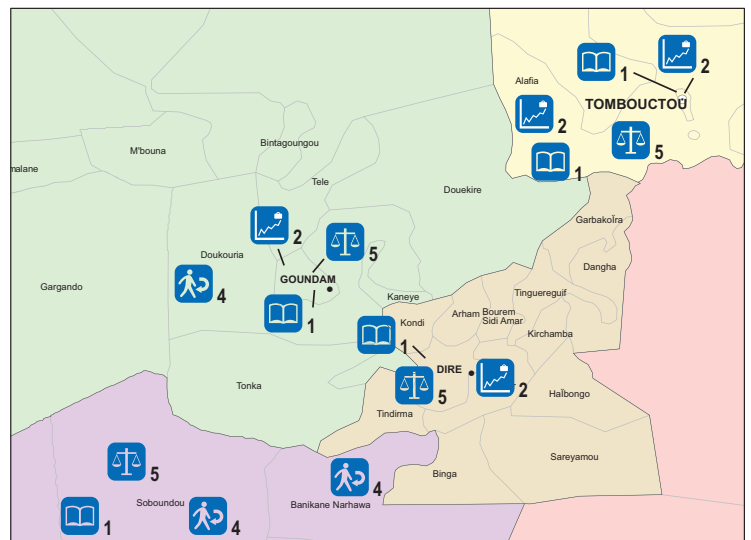 2
1
TOMBOUCTOU
Alafia
2
5
1
Bintagoungou
M'bouna
malane
Tele
Douekire
Garbakoïra
2
Doukouria
5
Dangha
GOUNDAM
4
Gargando
Tinguereguif
Kaneye
1
Arham
Bourem
Sidi Amar
Kondi
Kirchamba
1
DIRE
Tonka
5
2
Haïbongo
Tindirma
Sareyamou
5
Binga
4
Soboundou
Banikane Narhawa
1
4